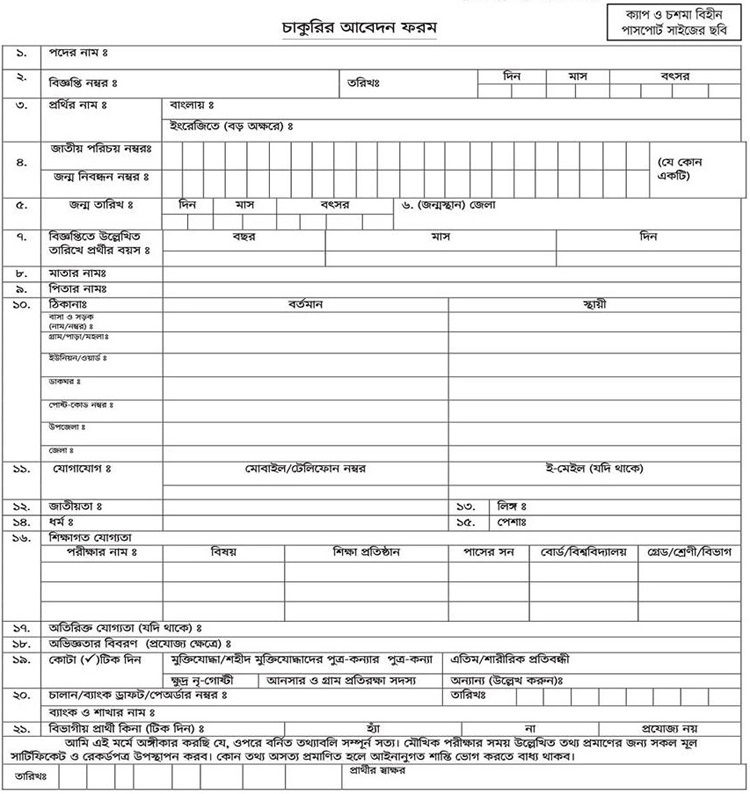 ক্যাপ ও চশমা বিহীন
পাসপোর্ট সাইজের ছবি
চাকুরির আবেদন ফরম
১. পদের নাম ঃ
২. বিজ্ঞপ্তি নম্বর ঃ তরিখঃ দিন মাস বৎসর
৩. প্রর্থির নাম ঃ বাংলায় ঃ
ইংরেজিতে (বড় অক্ষরে) ঃ
৪. জাতীয় পরিচয় নম্বরঃ (যে কোন
জন্ম নিবন্ধন নম্বর ঃ একটি)
৫. জন্ম তারিখ ঃ দিন মাস বৎসর ৬. (জন্মস্থান) জেলা
৭. বিজ্ঞপ্তিতে উল্লেখিত বছর মাস দিন
তারিখে প্রর্থীর বয়স ঃ
৮. মাতার নামঃ
৯. পিতার নামঃ
১০. ঠিকানাঃ বর্তমান স্থায়ী
বাসা ও সড়ক
(নাম/নম্বর) ঃ
গ্রাম/পাড়া/মহলাঃ
ইউনিয়ন/ওয়ার্ড ঃ
ডাকঘর ঃ
পোস্ট-কোড নম্বর ঃ
উপজেলা ঃ
জেলা ঃ
১১. যোগাযোগ ঃ মোবাইল/টেলিফোন নম্বর ই-মেইল (যদি থাকে)
১২. জাতীয়তা ঃ ১৩. লিঙ্গ ঃ
১৪. ধর্ম ঃ ১৫. পেশাঃ
১৬. শিক্ষাগত যোগ্যতা
পরীক্ষার নাম ঃ বিষয় শিক্ষা প্রতিষ্ঠান পাসের সন বোর্ড/বিশ্ববিদ্যালয় গ্রেড/শ্রেণী/বিভাগ
১৭. অতিরিক্ত যোগ্যতা (যদি থাকে) ঃ
১৮. অভিজ্ঞতার বিবরণ (প্রযোজ্য ক্ষেত্রে) ঃ
১৯. কোটা (✓)টিক দিন মুক্তিযোদ্ধা/শহীদ মুক্তিযোদ্ধাদের পুত্র-কন্যার পুত্র-কন্যা এতিম/শারীরিক প্রতিবন্ধী
ক্ষুদ্র নৃ-গোষ্টী আনসার ও গ্রাম প্রতিরক্ষা সদস্য অন্যান্য (উল্লেখ করুন)ঃ
২০. চালান/ব্যাংক ড্রাফট/পেঅর্ডার নম্বর ঃ তারিখঃ
ব্যাংক ও শাখার নাম ঃ
২১. বিভাগীয় প্রার্থী কিনা (টিক দিন) ঃ হ্যাঁ না প্রযোজ্য নয়
আমি এই মর্মে অঙ্গীকার করছি যে, ওপরে বর্নিত তথ্যাবলি সম্পূর্ন সত্য। মৌখিক পরীক্ষার সময় উল্লেখিত তথ্য প্রমাণের জন্য সকল মূল
সার্টিফিকেট ও রেকর্ডপত্র উপস্থাপন করব। কোন তথ্য অসত্য প্রমাণিত হলে আইনানুগত শাস্তি ভোগ করতে বাধ্য থাকব।
তারিখঃ প্রার্থীর স্বাক্ষর